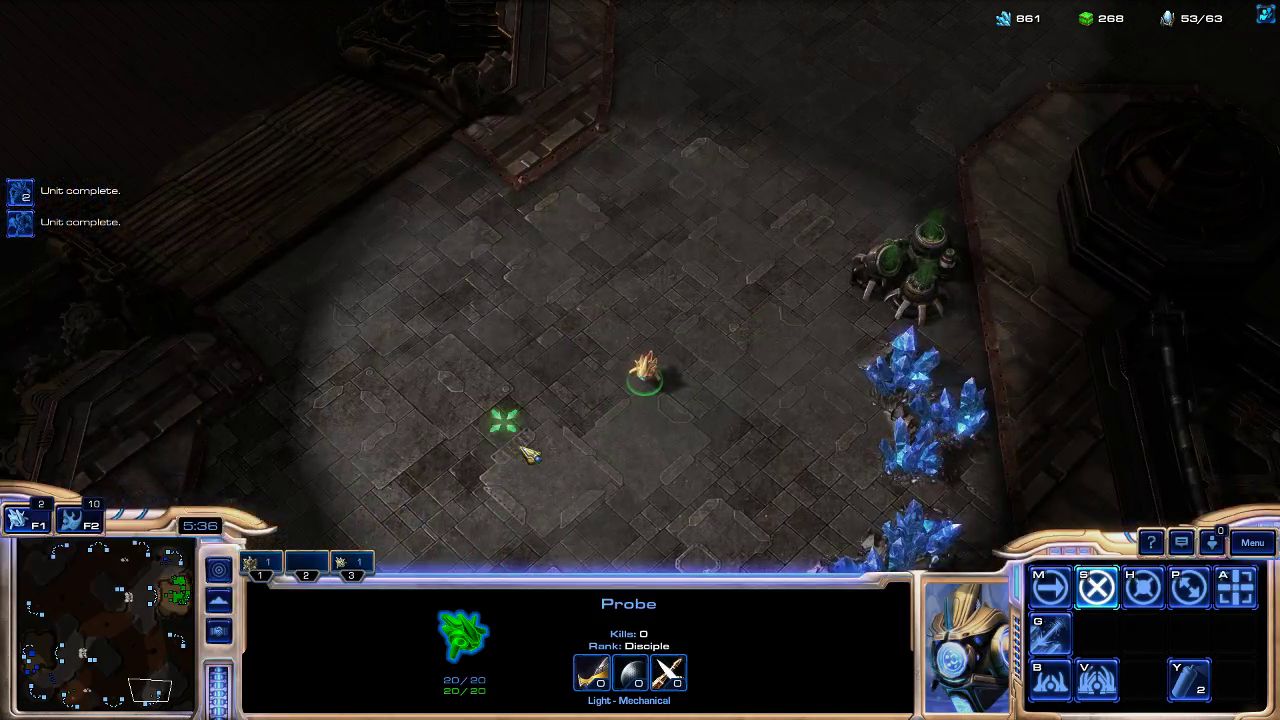 861 268 53/63
2 Unit complete.
Unit complete.
2 10
F1 F2
5:36
0
? Menu
1 1
1 2 3
Probe
Kills: 0
Rank: Disciple
0 0 0
20/20
20/20
Light - Mechanical
M S H P A
G
B V Y
2